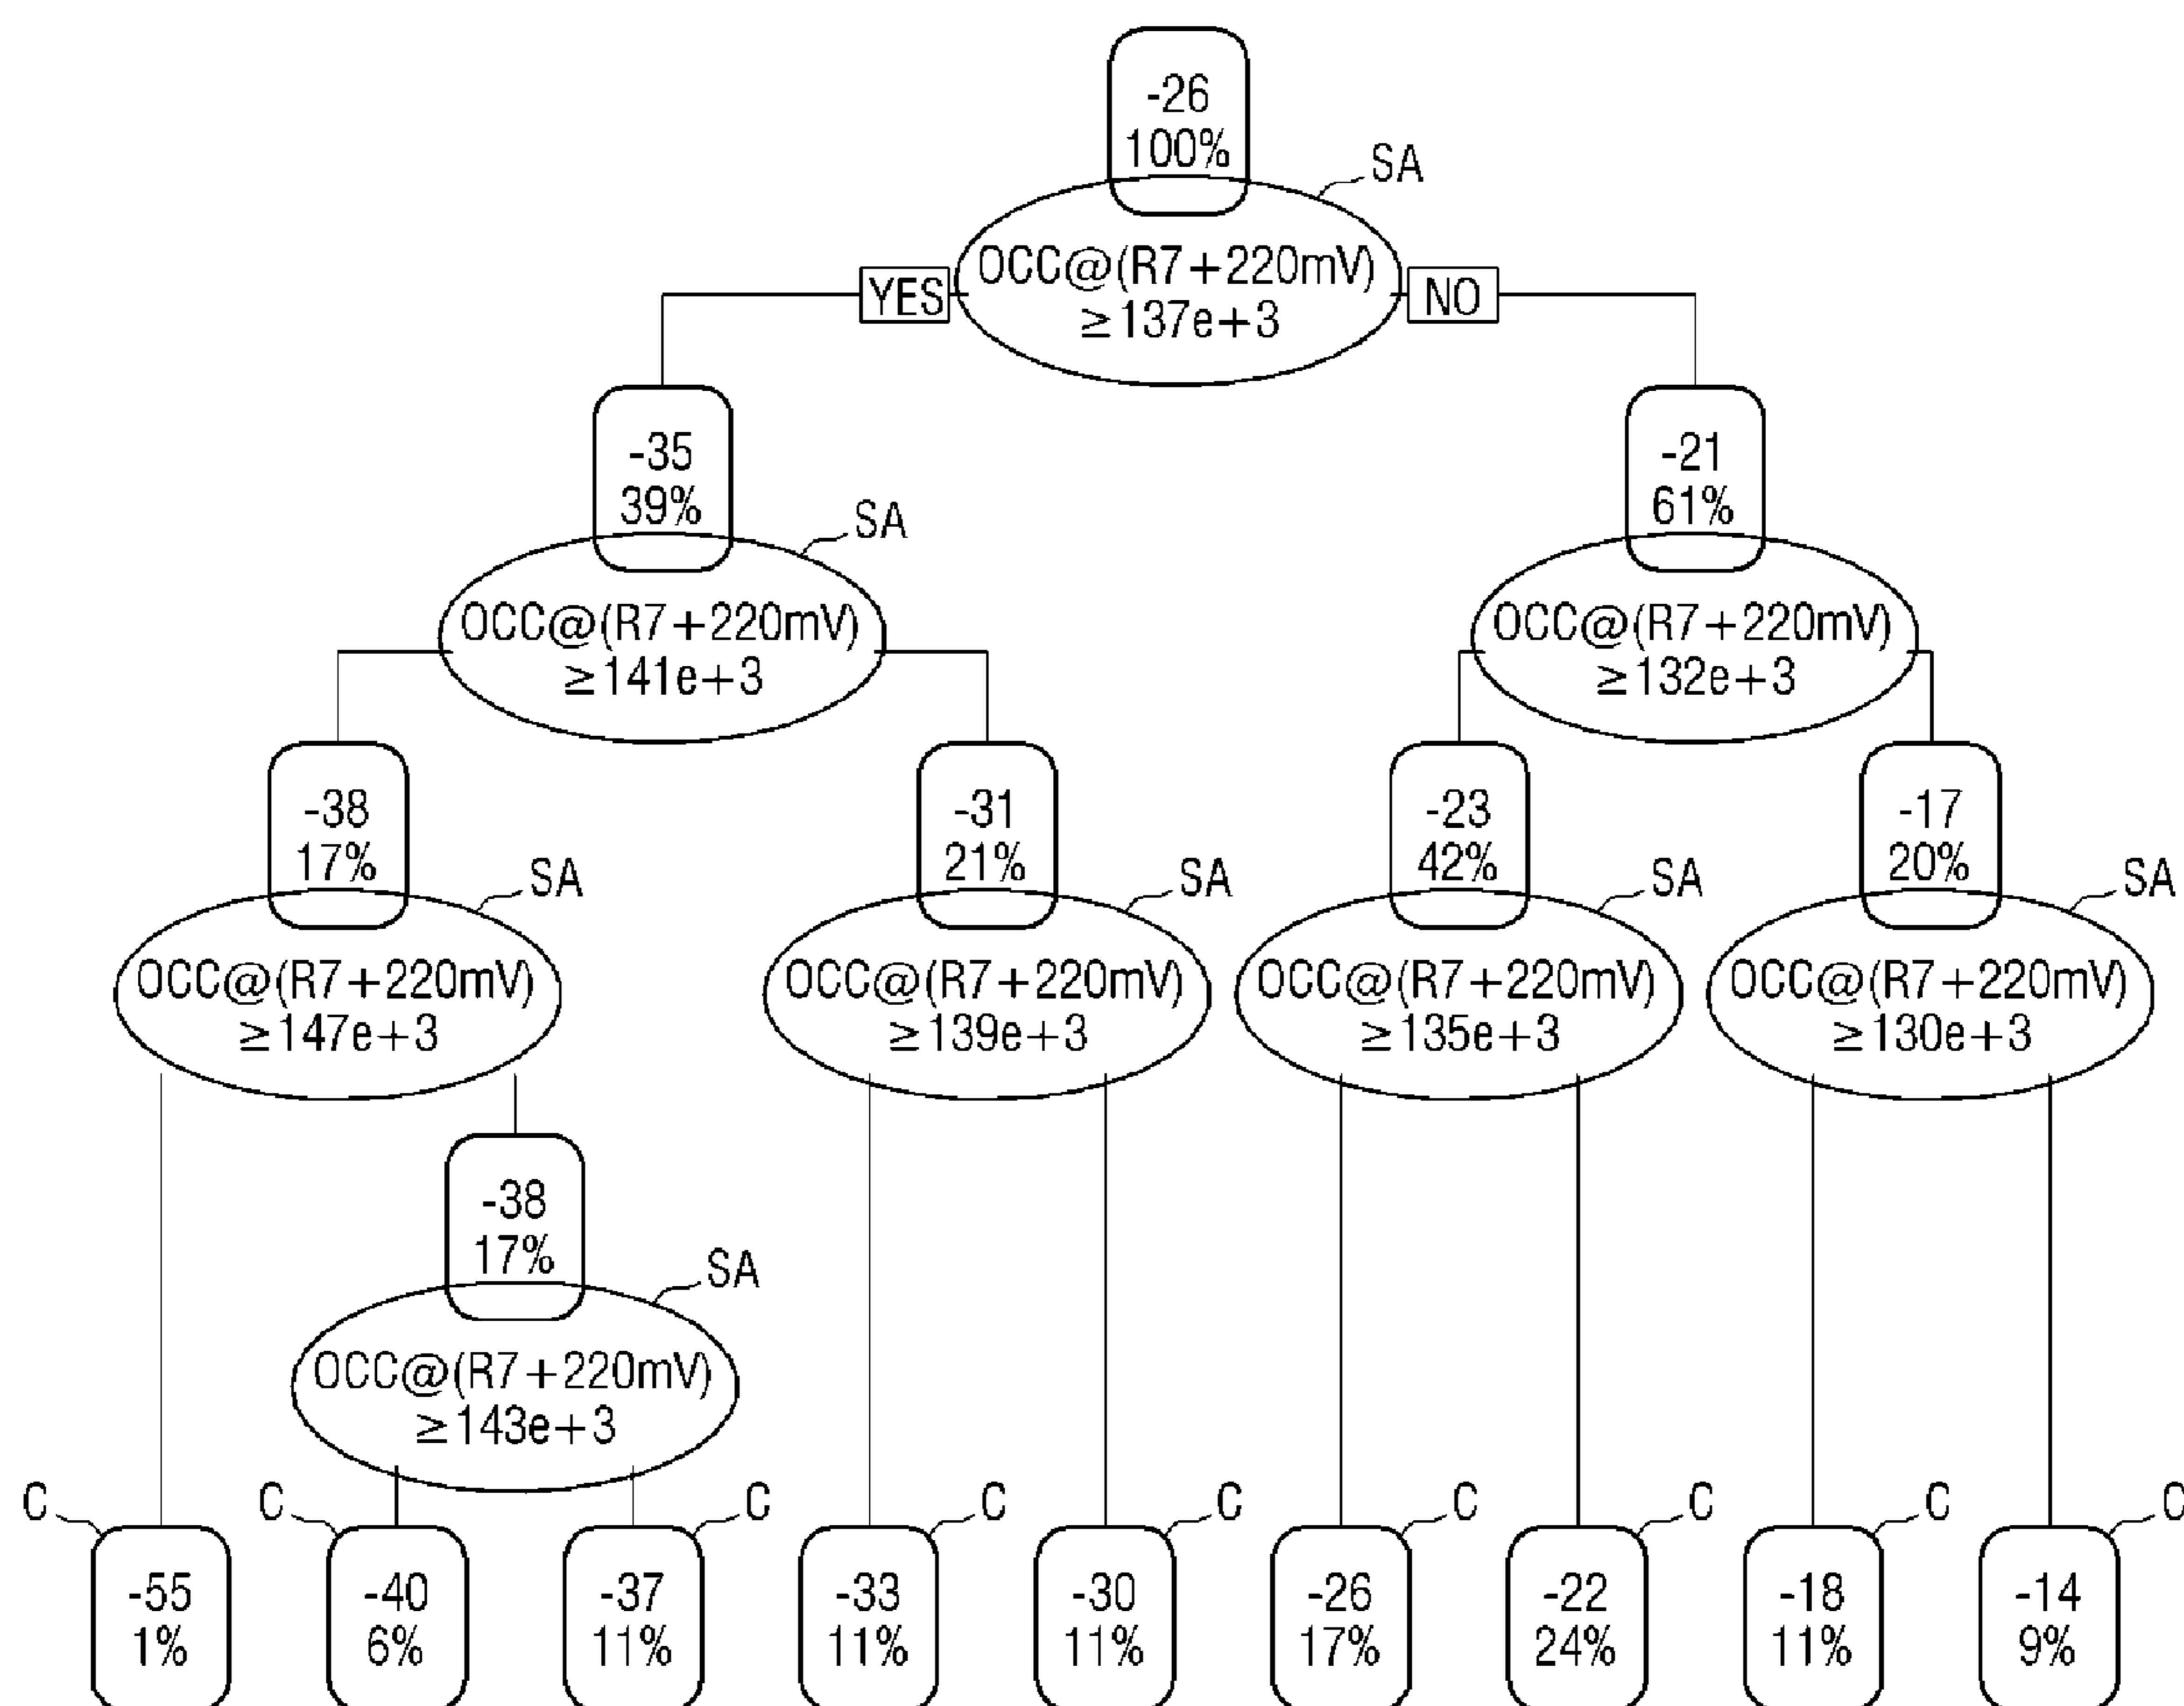 -26
100%
SA
OCC@(R7+220mV)
≥137e+3
YES
NO
-35
39%
SA
OCC@(R7+220mV)
≥141e+3
-21
61%
OCC@(R7+220mV)
≥132e+3
-38
17%
SA
OCC@(R7+220mV)
≥147e+3
-31
21%
SA
OCC@(R7+220mV)
≥139e+3
-23
42%
SA
OCC@(R7+220mV)
≥135e+3
-17
20%
SA
OCC@(R7+220mV)
≥130e+3
-38
17%
SA
OCC@(R7+220mV)
≥143e+3
C
-55
1%
C
-40
6%
C
-37
11%
C
-33
11%
C
-30
11%
C
-26
17%
C
-22
24%
C
-18
11%
C
-14
9%